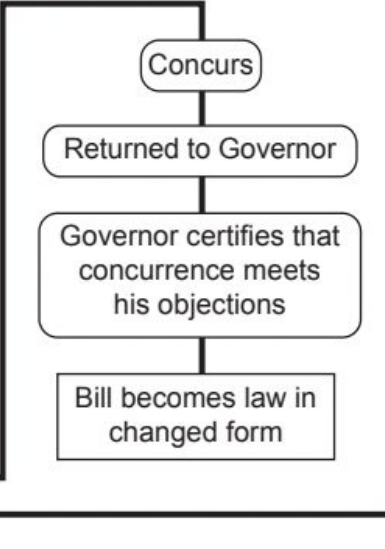 Concurs
Returned to Governor
Governor certifies that
concurrence meets
his objections
Bill becomes law in
changed form